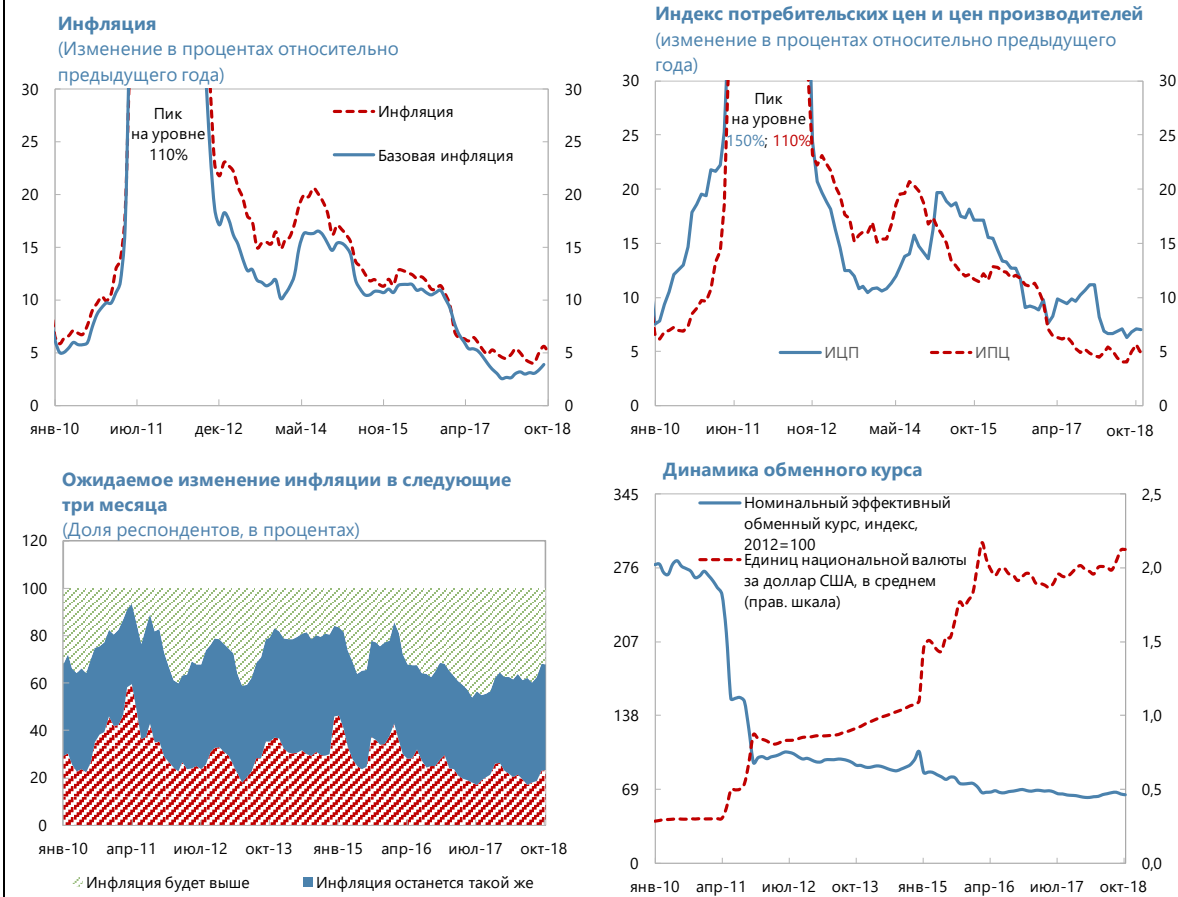 Инфляция
(Изменение в процентах относительно
предыдущего года)
30 30
25 25
20 20
15 15
10 10
5 5
0 0
Пик
на уровне
110%
Инфляция
Базовая инфляция
янв-10 июл-11 дек-12 май-14 ноя-15 апр-17 окт-18
Индекс потребительских цен и цен производителей
(изменение в процентах относительно предыдущего
года)
30 30
25 25
20 20
15 15
10 10
5 5
0 0
Пик
на уровне
150%; 110%
ИЦП ИПЦ
янв-10 июн-11 ноя-12 май-14 окт-15 апр-17 окт-18
Ожидаемое изменение инфляции в следующие
три месяца
(Доля респондентов, в процентах)
120
100
80
60
40
20
0
янв-10 апр-11 июл-12 окт-13 янв-15 апр-16 июл-17 окт-18
Инфляция будет выше Инфляция останется такой же
Динамика обменного курса
345 2,5
276 2,0
207 1,5
138 1,0
69 0,5
0 0,0
Номинальный эффективный
обменный курс, индекс,
2012=100
Единиц национальной валюты
за доллар США, в среднем
(прав. шкала)
янв-10 апр-11 июл-12 окт-13 янв-15 апр-16 июл-17 окт-18